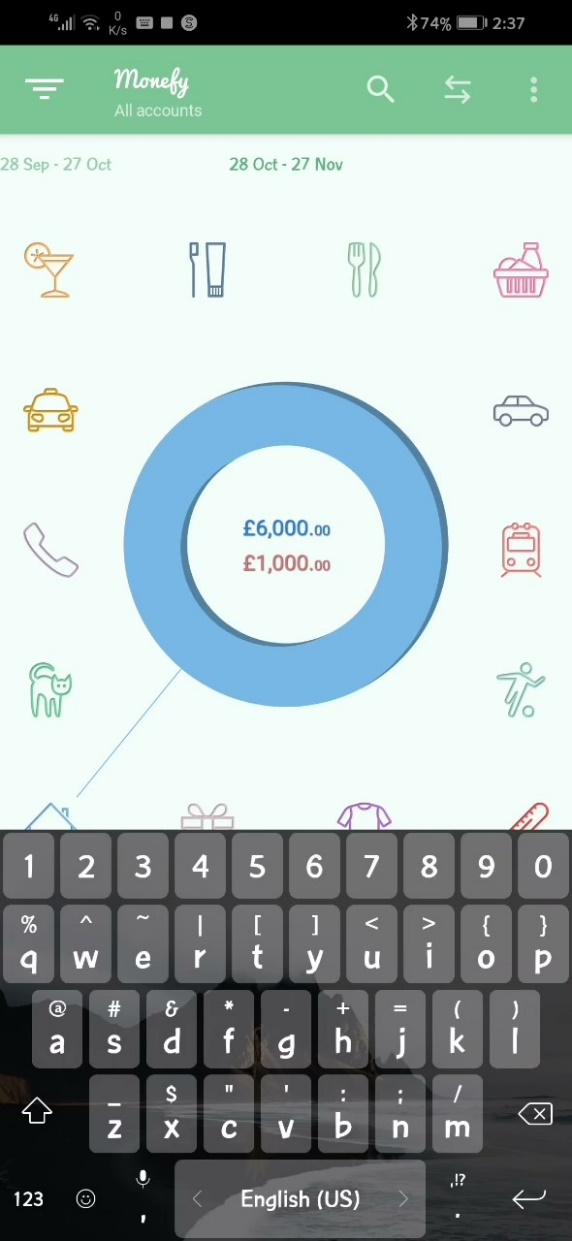 4G 0 K/s S 74% 2:37
Monefy
All accounts
28 Sep - 27 Oct 28 Oct - 27 Nov
£6,000.00
£1,000.00
1 2 3 4 5 6 7 8 9 0
% ^ ~ | [ ] < > { }
q w e r t y u i o p
@ # & * - + = ( )
a s d f g h j k l
_ $ " ' : ; /
z x c v b n m
123 , English (US) ,!? .